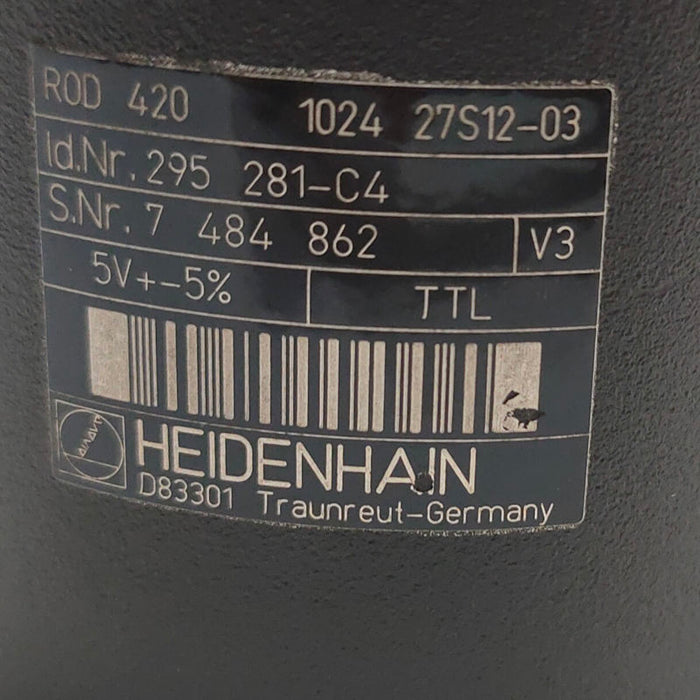 ROD 420 1024 27S12-03
Id.Nr. 295 281-C4
S.Nr. 7 484 862 V3
5V+-5% TTL
HEIDENHAIN
D83301 Traunreut-Germany